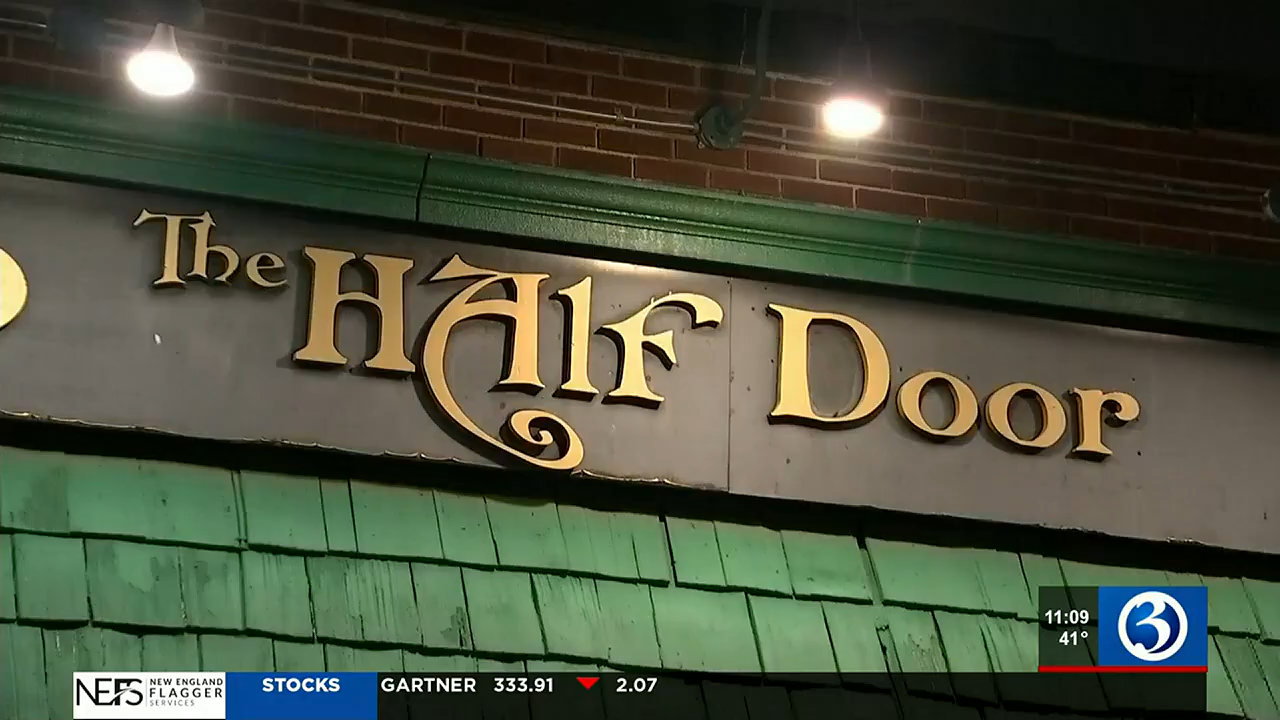 The HAlf Door
11:09
41°
3
NEFS NEW ENGLAND
FLAGGER
SERVICES
STOCKS
GARTNER 333.91 ▼ 2.07